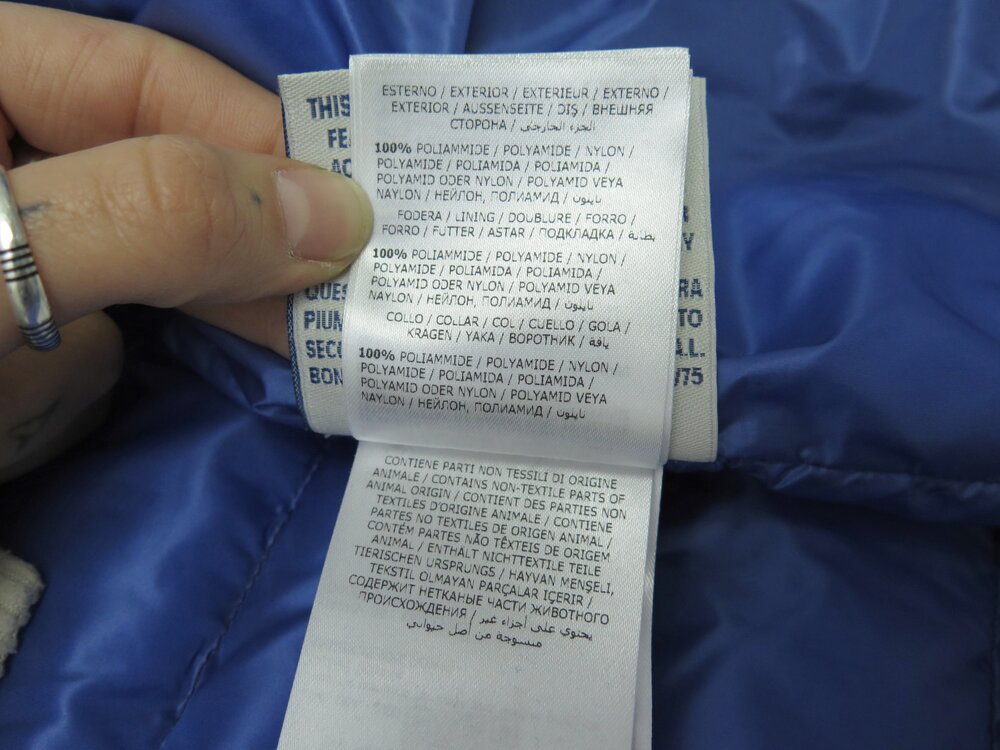 ESTERNO / EXTERIOR / EXTERIEUR / EXTERNO /
EXTERIOR / AUSSENSEITE / DIŞ / ВНЕШНЯЯ
СТОРОНА / الجزء الخارجي
100% POLIAMMIDE / POLYAMIDE / NYLON /
POLYAMIDE / POLIAMIDA / POLIAMIDA /
POLYAMID ODER NYLON / POLYAMID VEYA
NAYLON / НЕЙЛОН, ПОЛИАМИД / نايلون
FODERA / LINING / DOUBLURE / FORRO /
FORRO / FUTTER / ASTAR / ПОДКЛАДКА / بطانة
100% POLIAMMIDE / POLYAMIDE / NYLON /
POLYAMIDE / POLIAMIDA / POLIAMIDA /
POLYAMID ODER NYLON / POLYAMID VEYA
NAYLON / НЕЙЛОН, ПОЛИАМИД / نايلون
COLLO / COLLAR / COL / CUELLO / GOLA /
KRAGEN / YAKA / ВОРОТНИК / ياقة
100% POLIAMMIDE / POLYAMIDE / NYLON /
POLYAMIDE / POLIAMIDA / POLIAMIDA /
POLYAMID ODER NYLON / POLYAMID VEYA
NAYLON / НЕЙЛОН, ПОЛИАМИД / نايلون
CONTIENE PARTI NON TESSILI DI ORIGINE
ANIMALE / CONTAINS NON-TEXTILE PARTS OF
ANIMAL ORIGIN / CONTIENT DES PARTIES NON
TEXTILES D'ORIGINE ANIMALE / CONTIENE
PARTES NO TEXTILES DE ORIGEN ANIMAL /
CONTÉM PARTES NÃO TÊXTEIS DE ORIGEM
ANIMAL / ENTHALT NICHTTEXTILE TEILE
TIERISCHEN URSPRUNGS / HAYVAN MENŞELİ,
TEKSTIL OLMAYAN PARÇALAR IÇERIR /
СОДЕРЖИТ НЕТКАНЫЕ ЧАСТИ ЖИВОТНОГО
ПРОИСХОЖДЕНИЯ / يحتوي على أجزاء غير
منسوجة من أصل حيواني
THIS